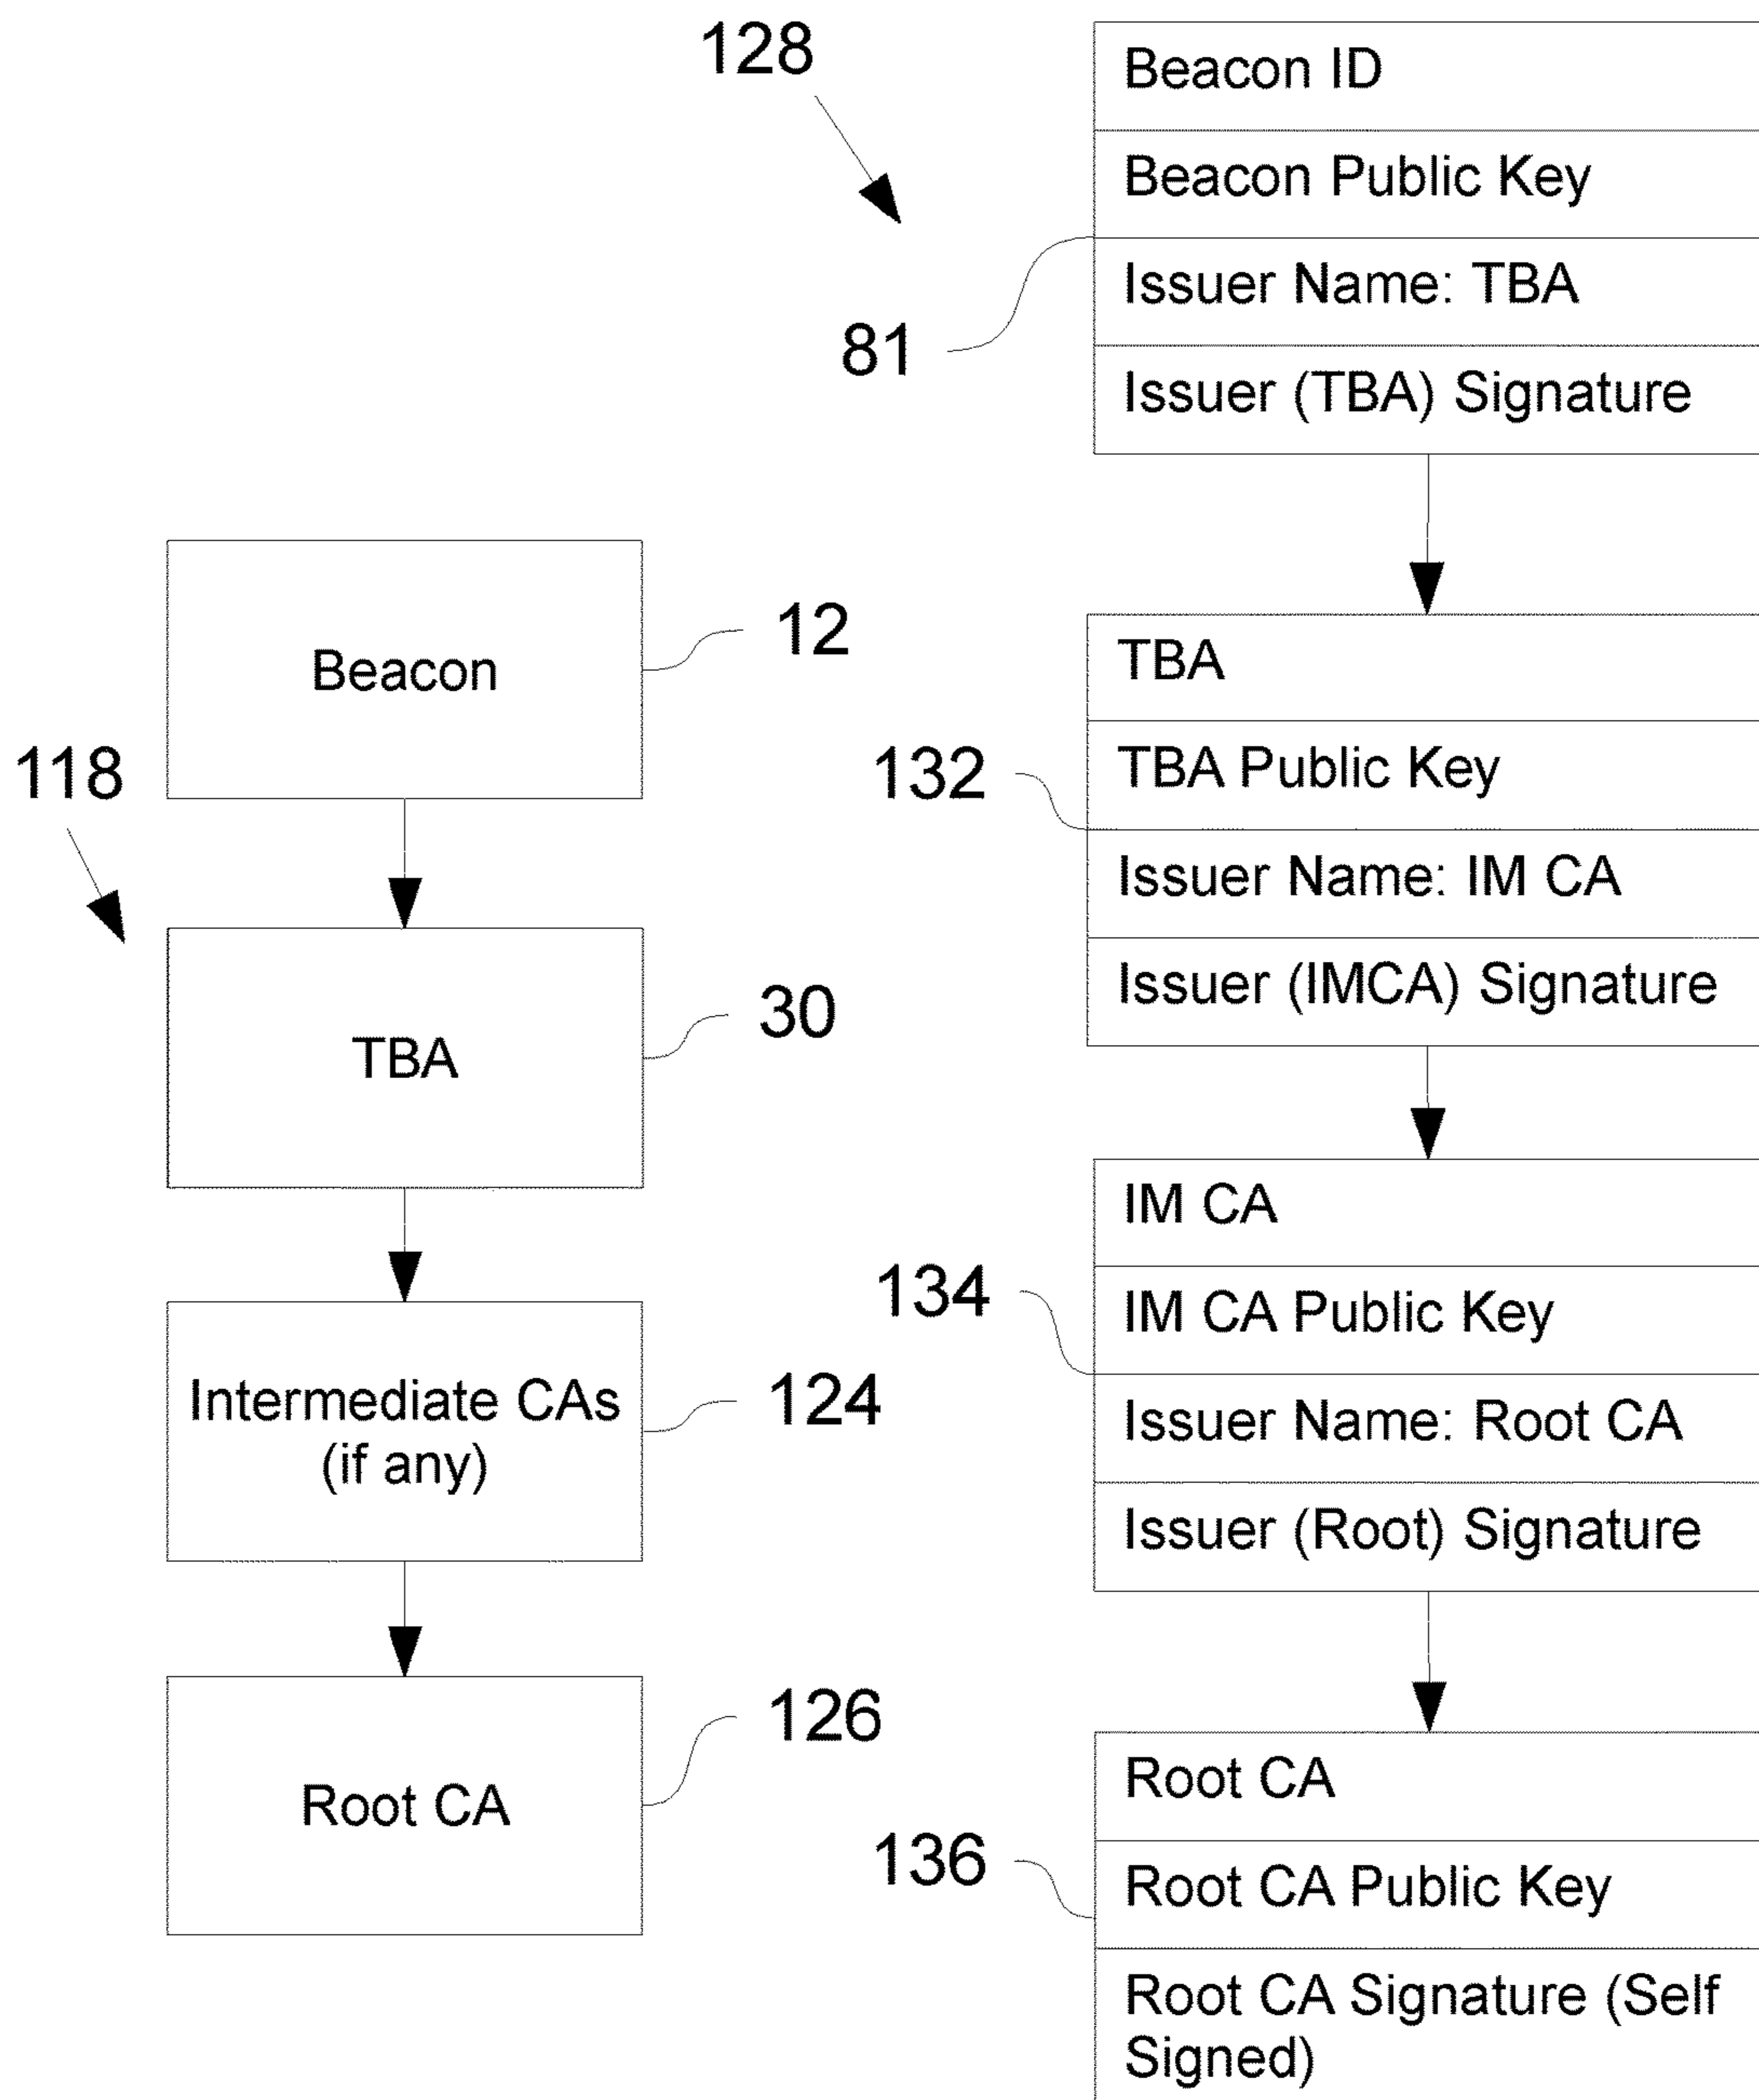 128
Beacon ID
Beacon Public Key
Issuer Name: TBA
81
Issuer (TBA) Signature
Beacon
12
118
TBA
30
Intermediate CAs
(if any)
124
Root CA
126
TBA
TBA Public Key
132
Issuer Name: IM CA
Issuer (IMCA) Signature
IM CA
134
IM CA Public Key
Issuer Name: Root CA
Issuer (Root) Signature
Root CA
136
Root CA Public Key
Root CA Signature (Self
Signed)